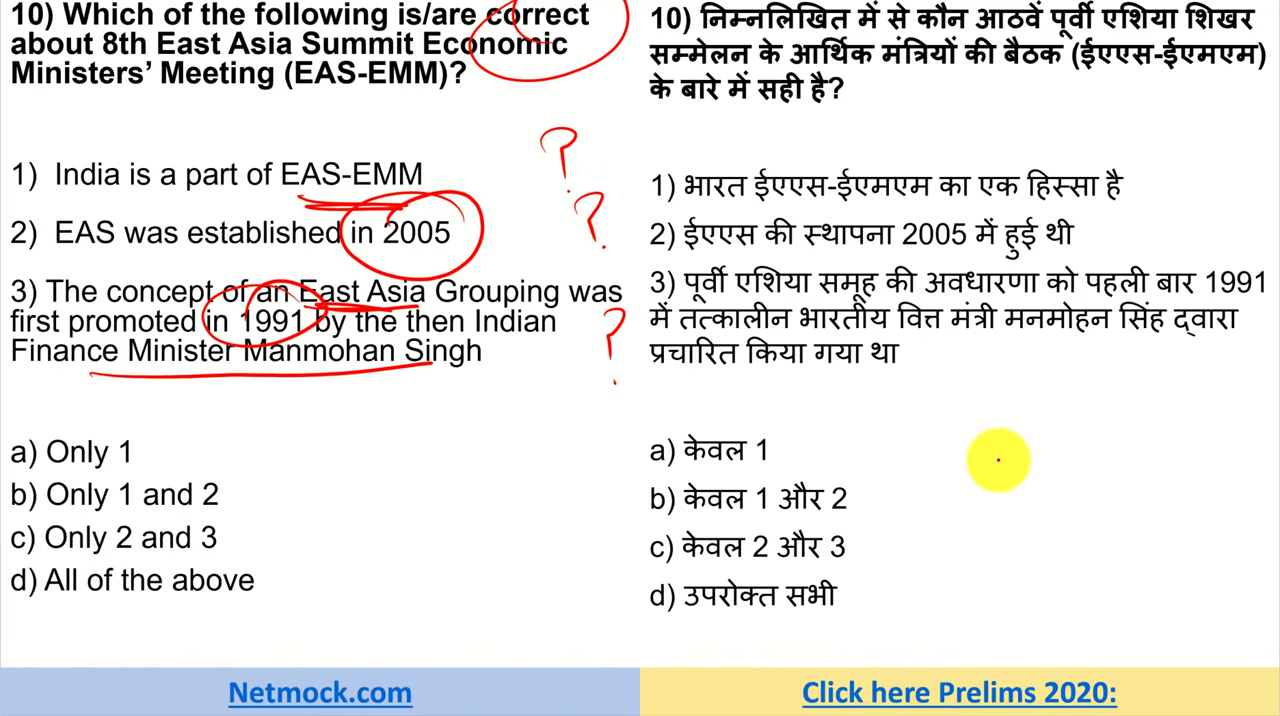 10) Which of the following is/are correct
about 8th East Asia Summit Economic
Ministers’ Meeting (EAS-EMM)?
1) India is a part of EAS-EMM
2) EAS was established in 2005
3) The concept of an East Asia Grouping was
first promoted in 1991 by the then Indian
Finance Minister Manmohan Singh
a) Only 1
b) Only 1 and 2
c) Only 2 and 3
d) All of the above
10) निम्नलिखित में से कौन आठवें पूर्वी एशिया शिखर
सम्मेलन के आर्थिक मंत्रियों की बैठक (ईएएस-ईएमएम)
के बारे में सही है?
1) भारत ईएएस-ईएमएम का एक हिस्सा है
2) ईएएस की स्थापना 2005 में हुई थी
3) पूर्वी एशिया समूह की अवधारणा को पहली बार 1991
में तत्कालीन भारतीय वित्त मंत्री मनमोहन सिंह द्वारा
प्रचारित किया गया था
a) केवल 1
b) केवल 1 और 2
c) केवल 2 और 3
d) उपरोक्त सभी
?
?
?
Netmock.com
Click here Prelims 2020: